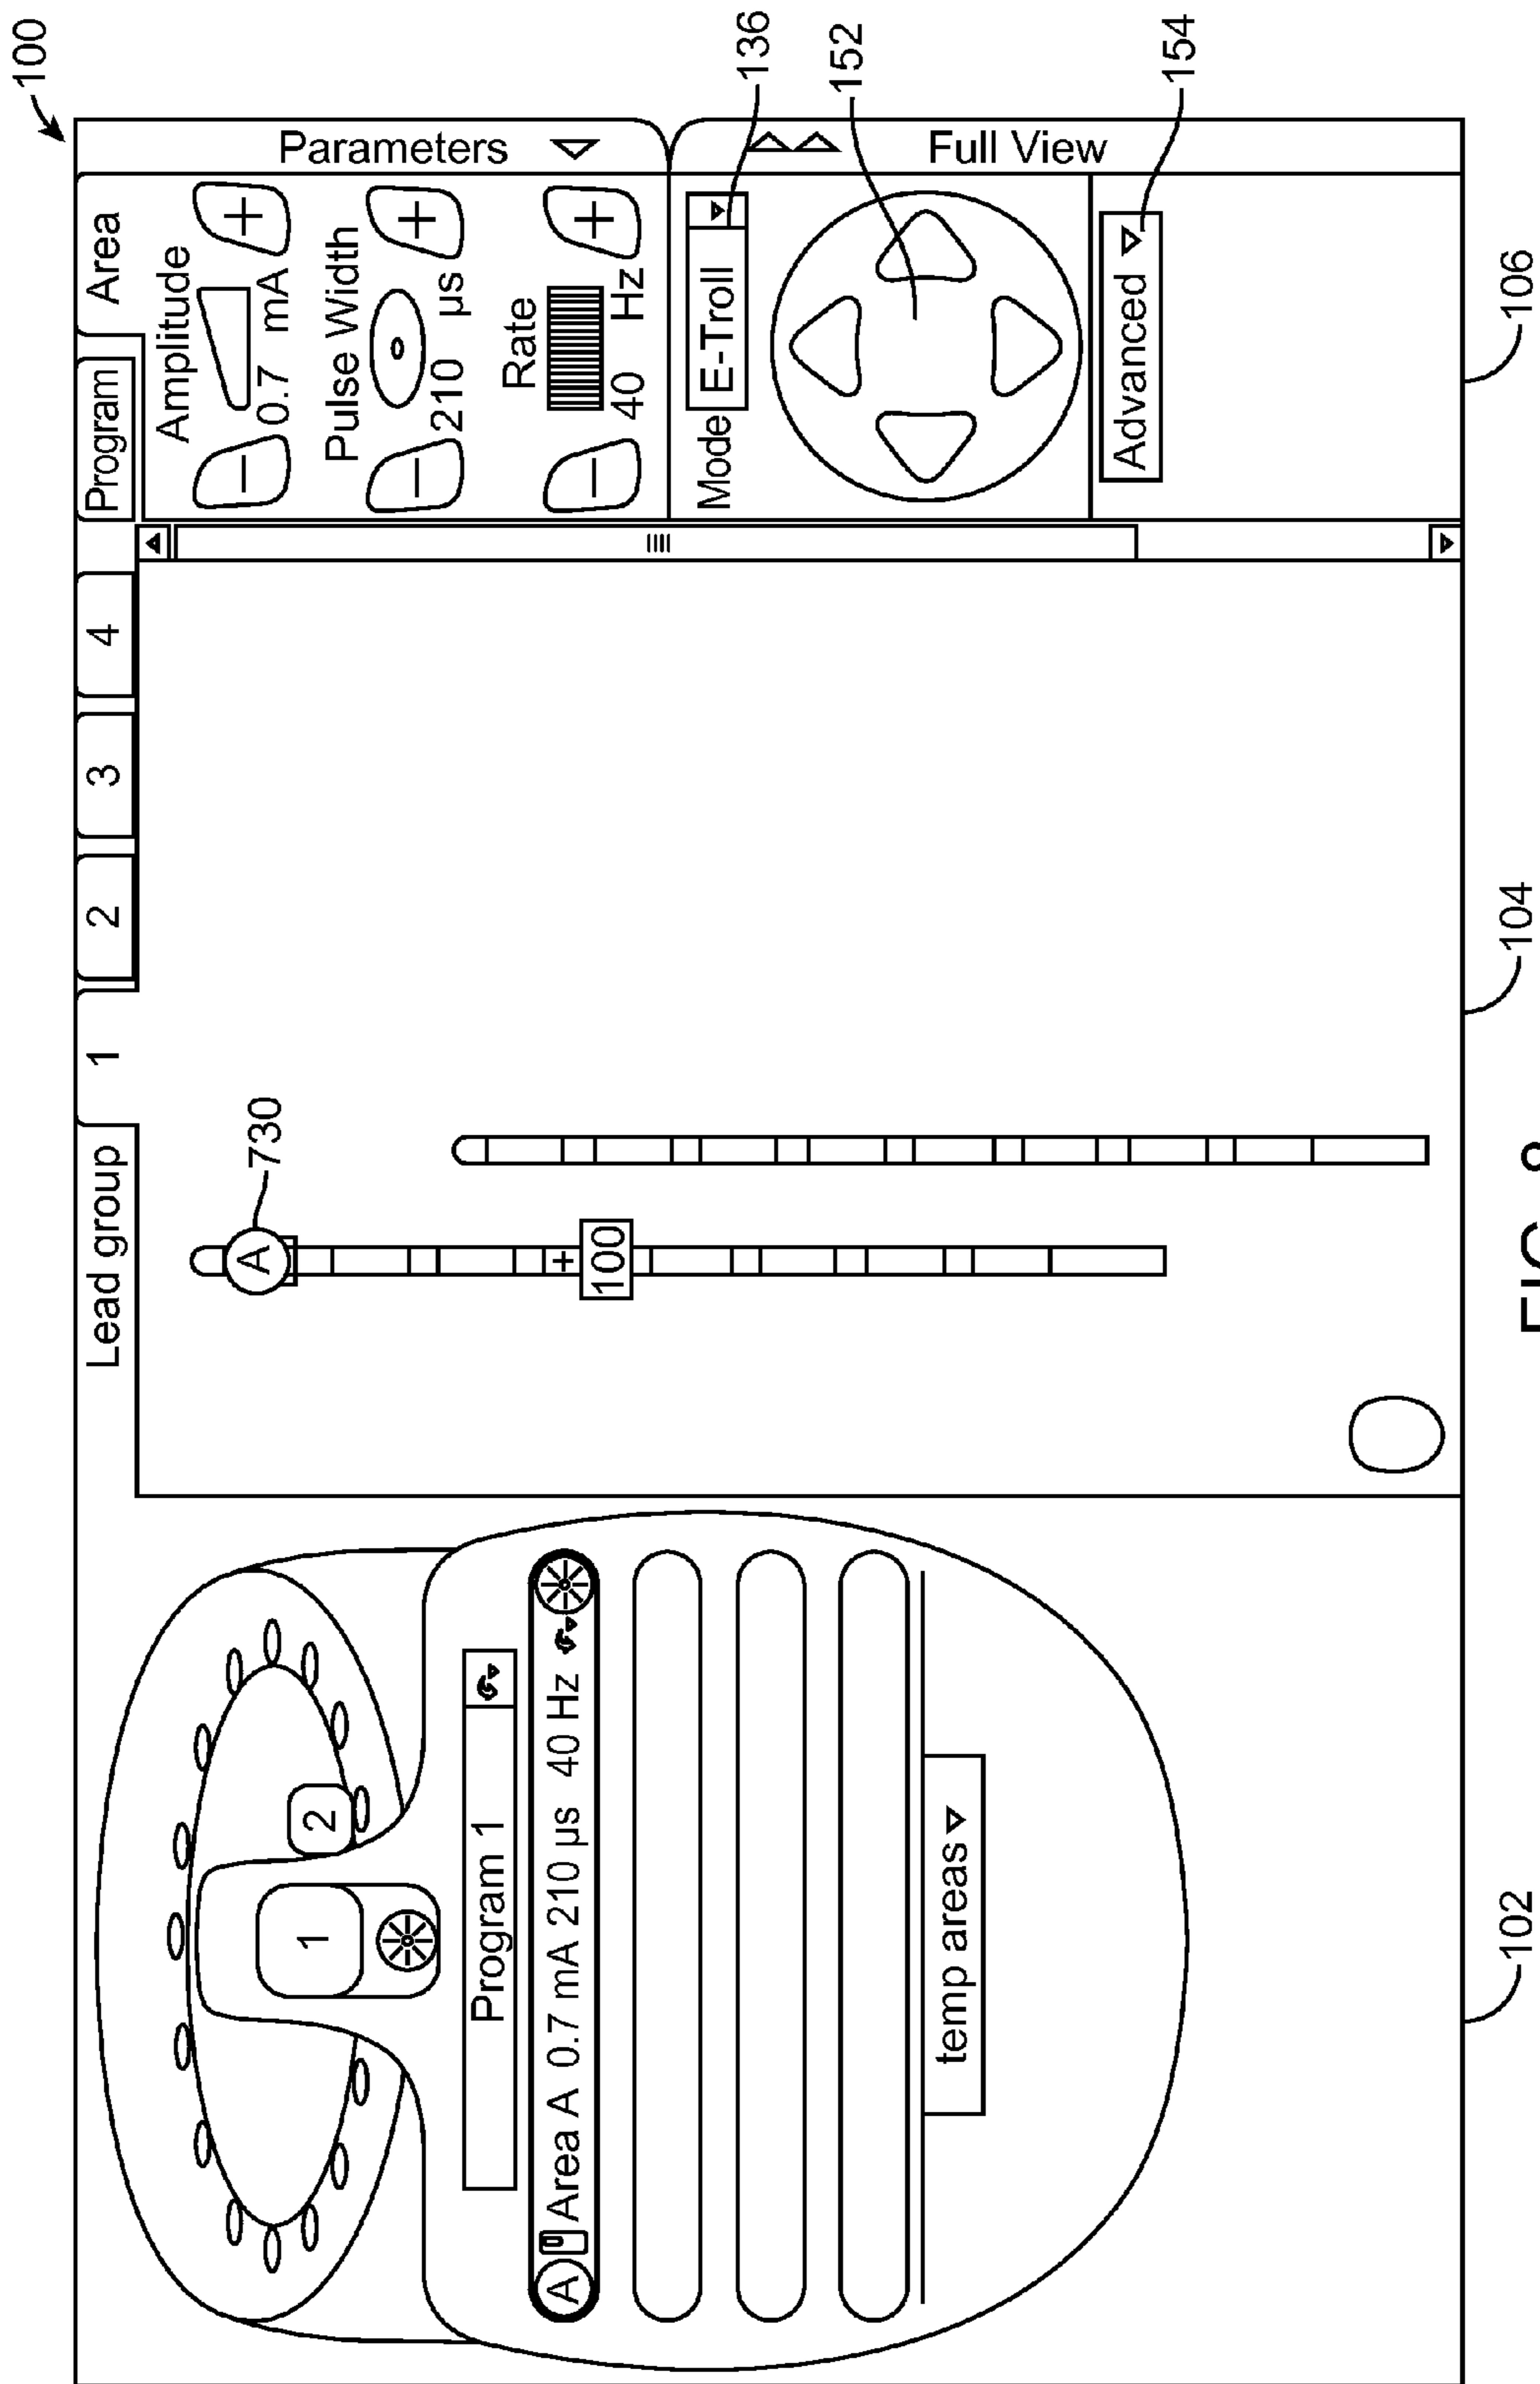 100
Lead group 1 2 3 4
Program Area
Parameters
Amplitude
− 0.7 mA +
Pulse Width
− 210 µs +
Rate
− 40 Hz +
Full View
Mode E-Troll
136
152
Advanced
154
1
2
Program 1
A Area A 0.7 mA 210 µs 40 Hz
temp areas
A
730
+
100
102
104
106